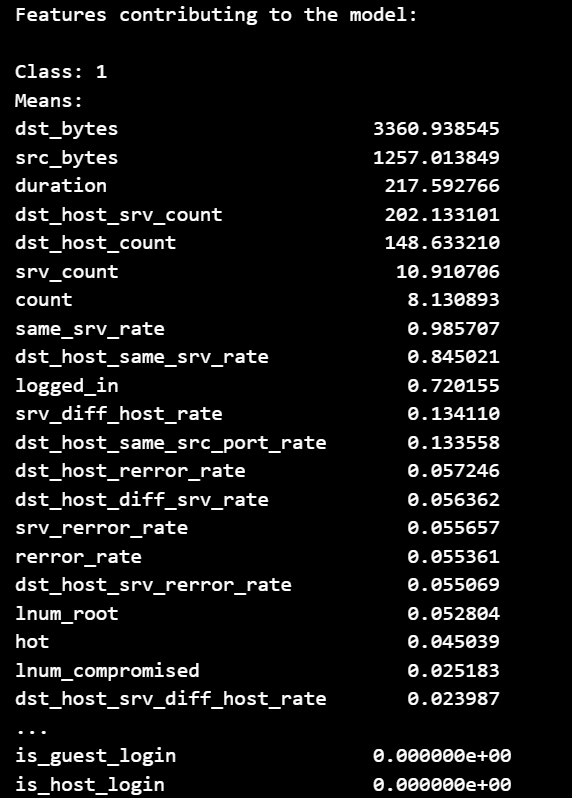 Features contributing to the model:
Class: 1
Means:
dst_bytes 3360.938545
src_bytes 1257.013849
duration 217.592766
dst_host_srv_count 202.133101
dst_host_count 148.633210
srv_count 10.910706
count 8.130893
same_srv_rate 0.985707
dst_host_same_srv_rate 0.845021
logged_in 0.720155
srv_diff_host_rate 0.134110
dst_host_same_src_port_rate 0.133558
dst_host_rerror_rate 0.057246
dst_host_diff_srv_rate 0.056362
srv_rerror_rate 0.055657
rerror_rate 0.055361
dst_host_srv_rerror_rate 0.055069
lnum_root 0.052804
hot 0.045039
lnum_compromised 0.025183
dst_host_srv_diff_host_rate 0.023987
...
is_guest_login 0.000000e+00
is_host_login 0.000000e+00